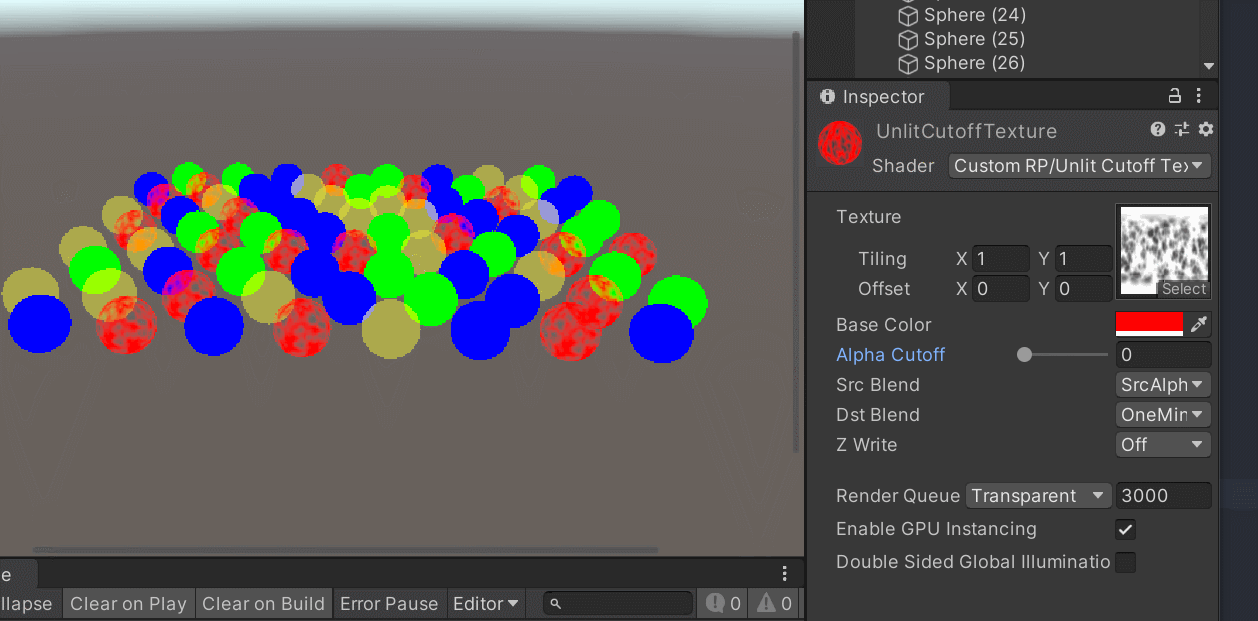 Sphere (24)
Sphere (25)
Sphere (26)
Inspector
UnlitCutoffTexture
Shader Custom RP/Unlit Cutoff Te
Texture
Tiling X 1 Y 1
Offset X 0 Y 0
Select
Base Color
Alpha Cutoff 0
Src Blend SrcAlph
Dst Blend OneMin
Z Write Off
Render Queue Transparent 3000
Enable GPU Instancing
Double Sided Global Illuminatio
e
llapse Clear on Play Clear on Build Error Pause Editor 0 0